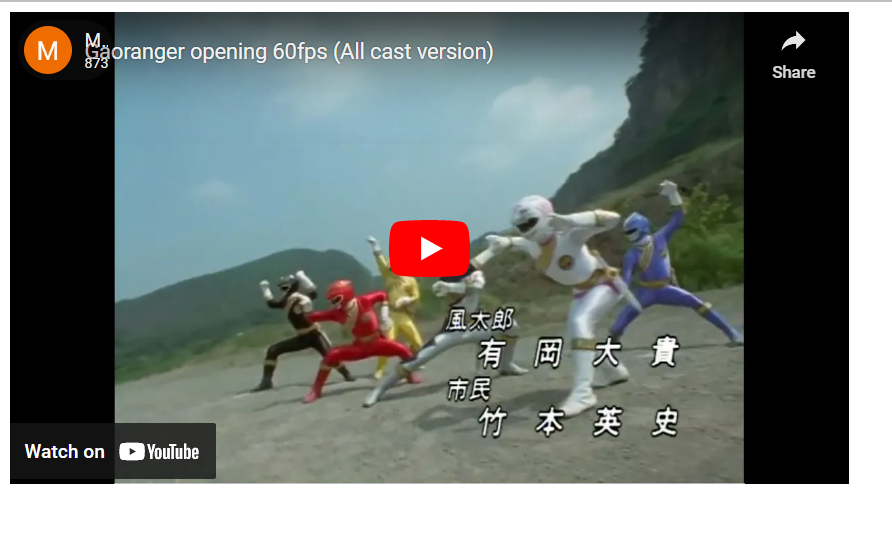 M
M..
Gaoranger opening 60fps (All cast version)
873
Share
風太郎
有岡大貴
市民
竹本英史
Watch on YouTube